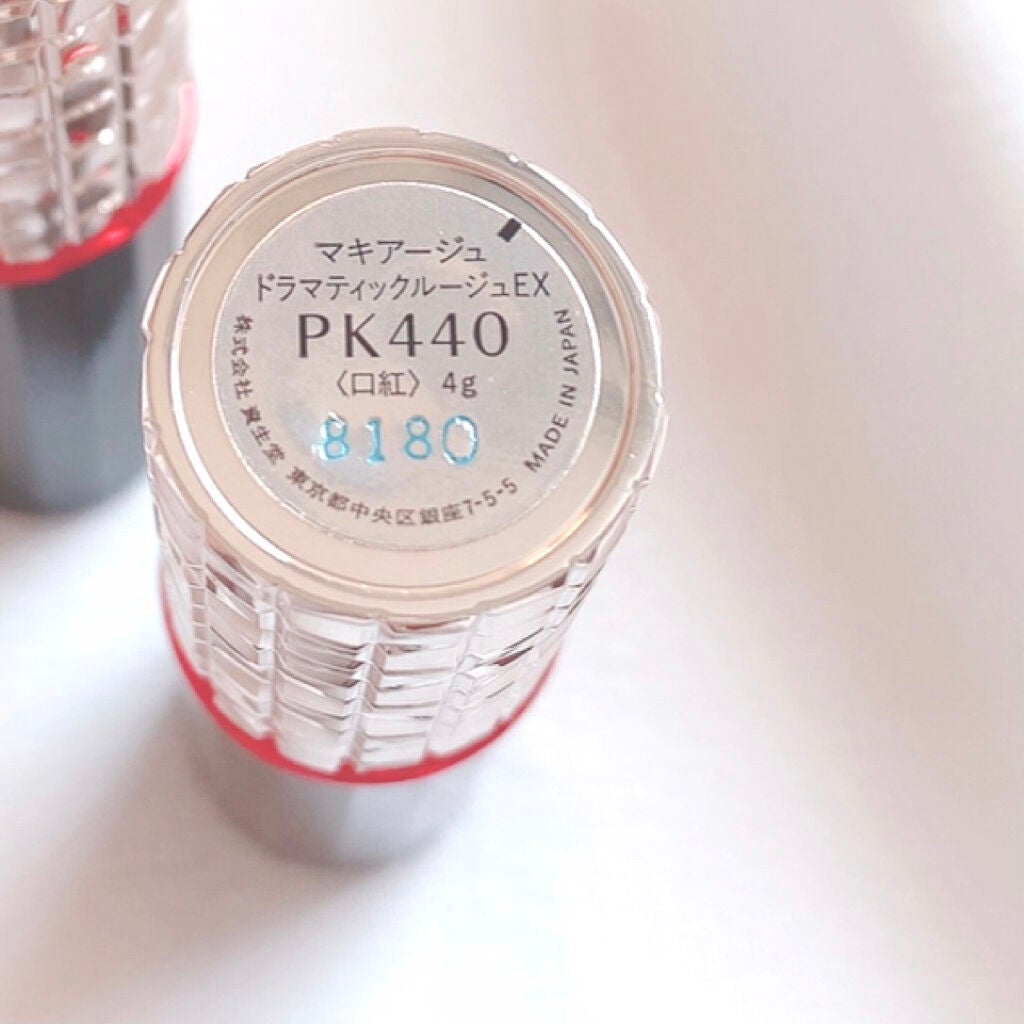 マキアージュ
ドラマティックルージュEX
PK440
〈口紅〉 4g
8180
株式会社 資生堂 東京都中央区銀座7-5-5 MADE IN JAPAN